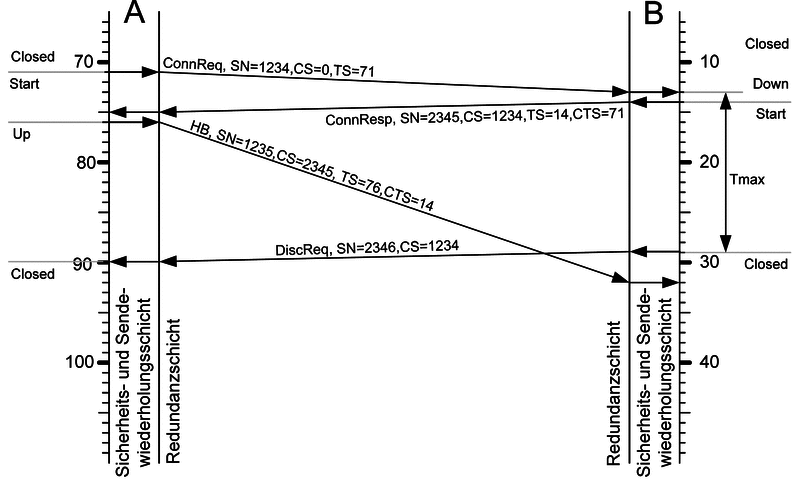 A
B
Closed
70
Start
ConnReq, SN=1234,CS=0,TS=71
10
Closed
Down
ConnResp, SN=2345,CS=1234,TS=14,CTS=71
Start
Up
HB, SN=1235,CS=2345, TS=76,CTS=14
80
20
Tmax
DiscReq, SN=2346,CS=1234
Closed
90
30
Closed
100
40
Sicherheits- und Sende-
wiederholungsschicht
Redundanzschicht
Redundanzschicht
Sicherheits- und Sende-
wiederholungsschicht